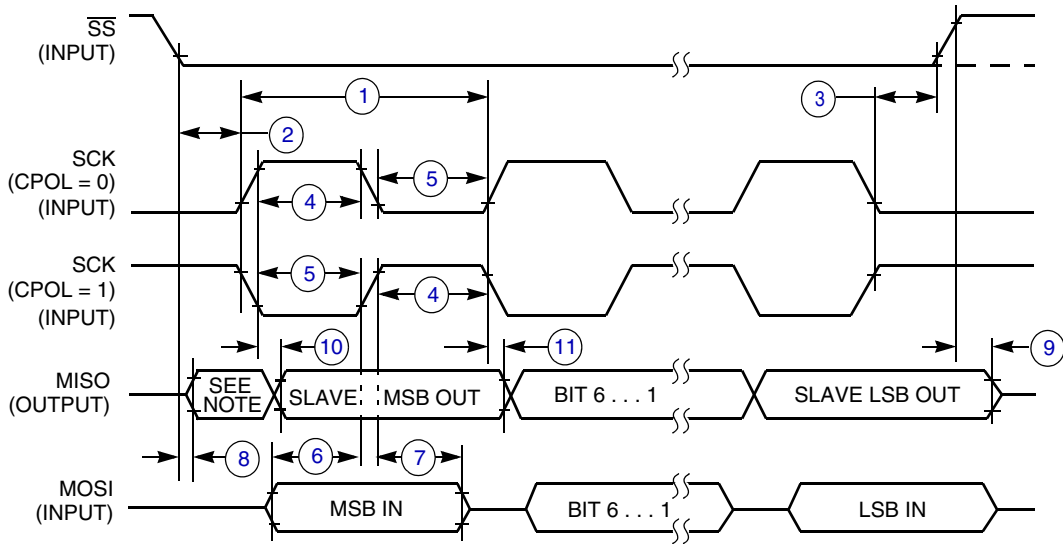 SS
(INPUT)
1
3
2
SCK
(CPOL = 0)
(INPUT)
5
4
SCK
(CPOL = 1)
(INPUT)
5
4
10
11
9
MISO
(OUTPUT)
SEE
NOTE
SLAVE
MSB OUT
BIT 6 . . . 1
SLAVE LSB OUT
8
6
7
MOSI
(INPUT)
MSB IN
BIT 6 . . . 1
LSB IN